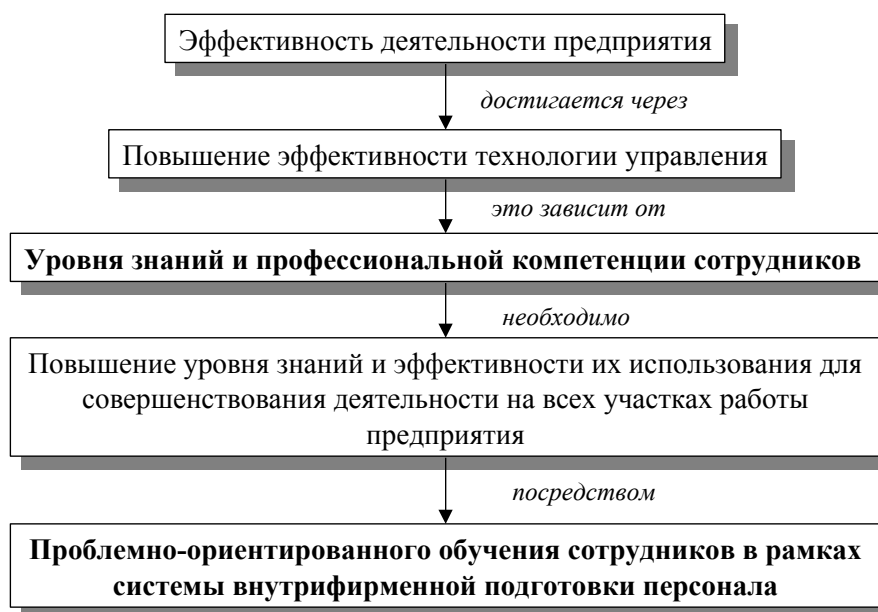 Эффективность деятельности предприятия
достигается через
Повышение эффективности технологии управления
это зависит от
Уровня знаний и профессиональной компетенции сотрудников
необходимо
Повышение уровня знаний и эффективности их использования для
совершенствования деятельности на всех участках работы
предприятия
посредством
Проблемно-ориентированного обучения сотрудников в рамках
системы внутрифирменной подготовки персонала